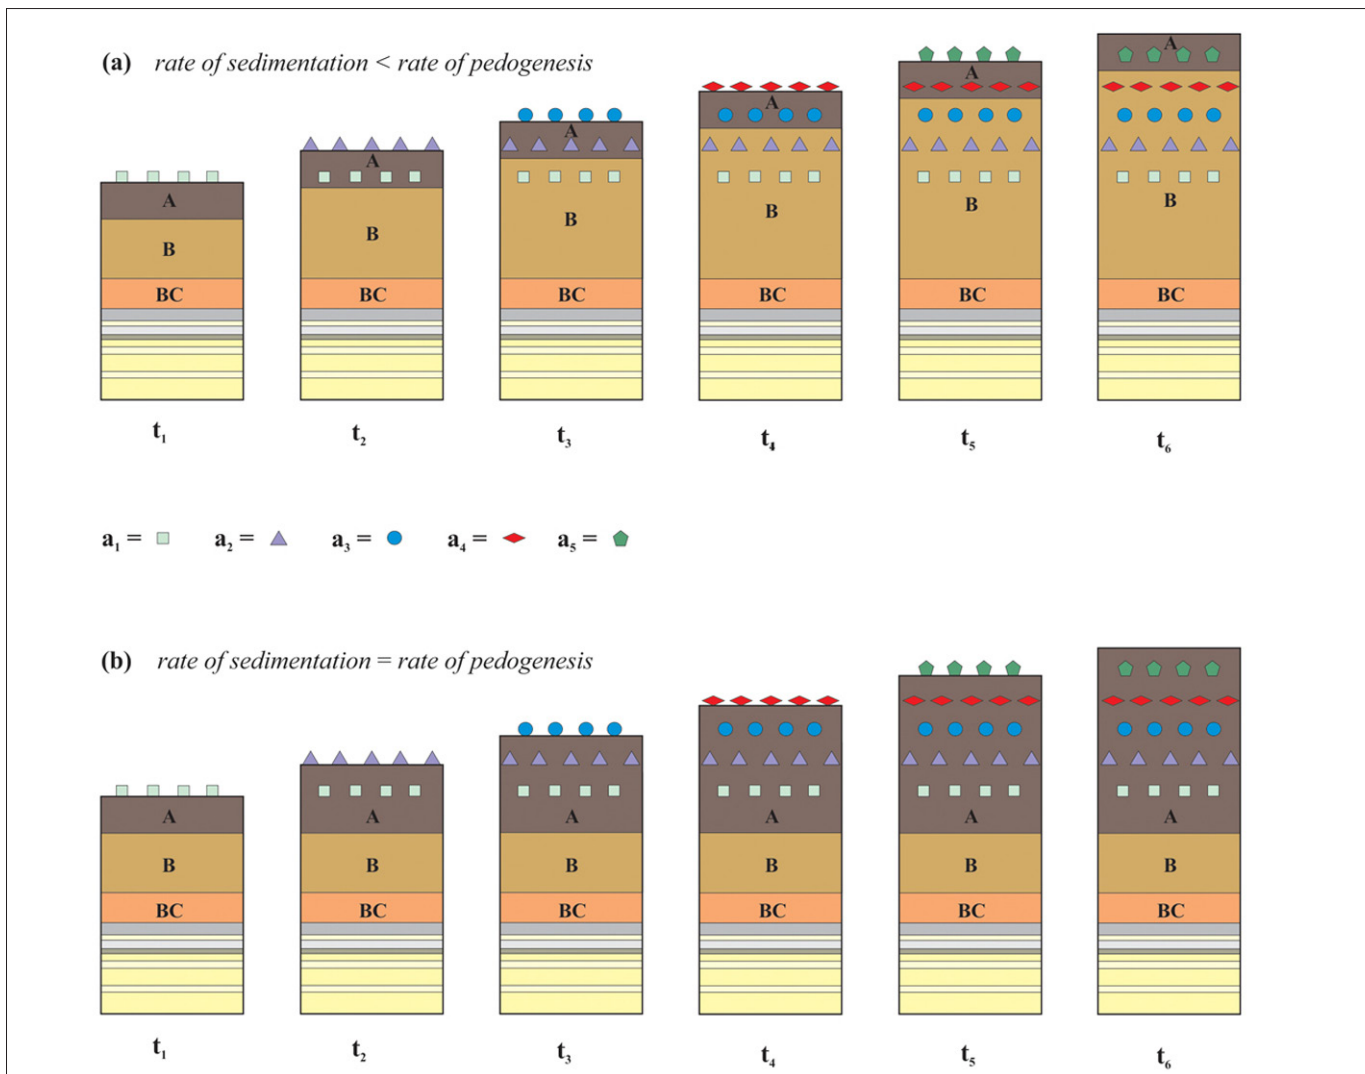 (a) rate of sedimentation < rate of pedogenesis
A A A A A A
B B B B B B
BC BC BC BC BC BC
t₁ t₂ t₃ t₄ t₅ t₆
a₁ = a₂ = a₃ = a₄ = a₅ =
(b) rate of sedimentation = rate of pedogenesis
A A A A A A
B B B B B B
BC BC BC BC BC BC
t₁ t₂ t₃ t₄ t₅ t₆